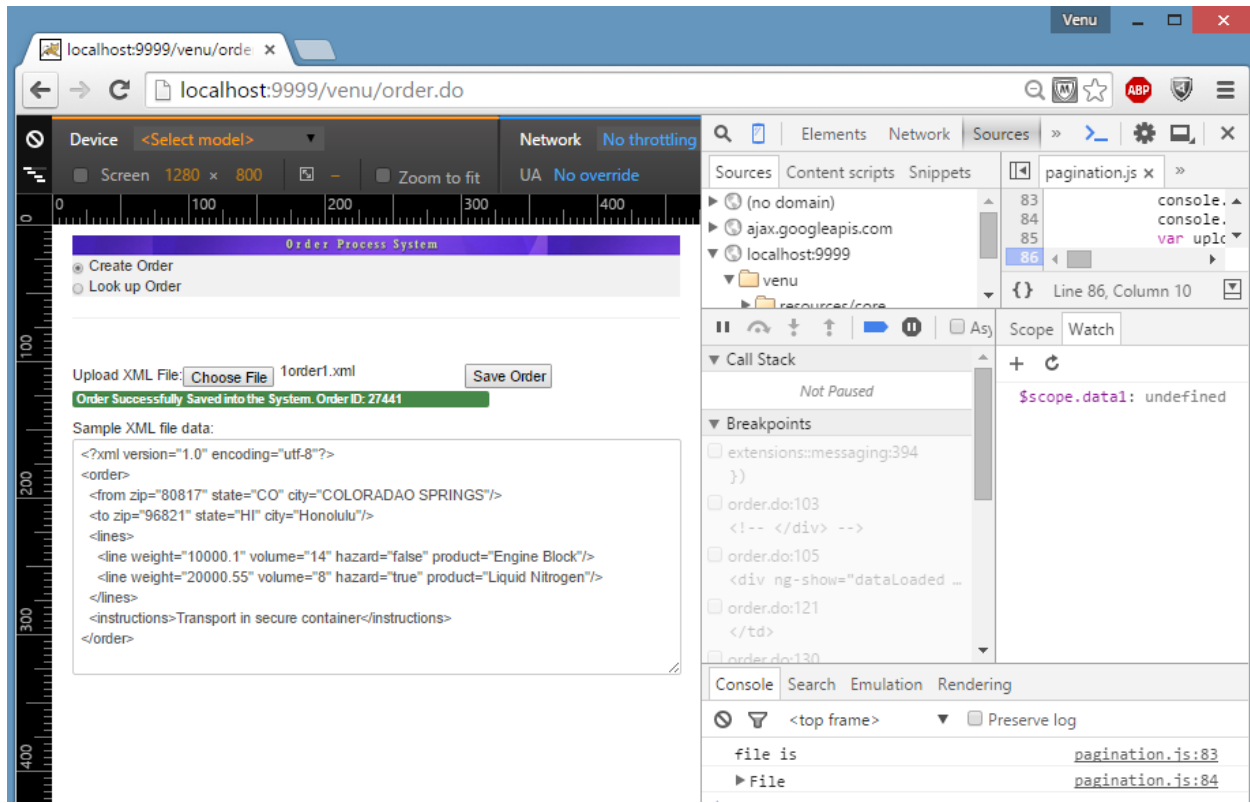 Venu
localhost:9999/venu/orde
localhost:9999/venu/order.do
ABP
Device <Select model> Network No throttling
Screen 1280 × 800 Zoom to fit UA No override
Elements Network Sources »
Sources Content scripts Snippets
pagination.js × »
0 100 200 300 400
0
100
200
300
400
Order Process System
Create Order
Look up Order
Upload XML File: Choose File 1order1.xml Save Order
Order Successfully Saved into the System. Order ID: 27441
Sample XML file data:
<?xml version="1.0" encoding="utf-8"?>
<order>
<from zip="80817" state="CO" city="COLORADAO SPRINGS"/>
<to zip="96821" state="HI" city="Honolulu"/>
<lines>
<line weight="10000.1" volume="14" hazard="false" product="Engine Block"/>
<line weight="20000.55" volume="8" hazard="true" product="Liquid Nitrogen"/>
</lines>
<instructions>Transport in secure container</instructions>
</order>
(no domain)
ajax.googleapis.com
localhost:9999
venu
resources/core
83 console.
84 console.
85 var uplc
86
{} Line 86, Column 10
Asy
Scope Watch
Call Stack
Not Paused
$scope.data1: undefined
Breakpoints
extensions::messaging:394
})
order.do:103
<!-- </div> -->
order.do:105
<div ng-show="dataLoaded …
order.do:121
</td>
order.do:130
Console Search Emulation Rendering
<top frame> Preserve log
file is pagination.js:83
File pagination.js:84